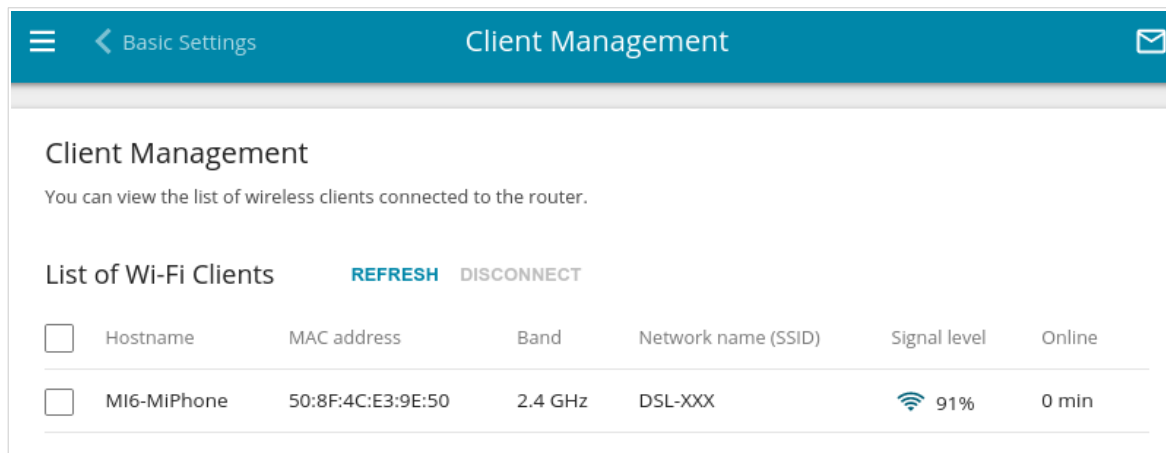 Basic Settings Client Management
Client Management
You can view the list of wireless clients connected to the router.
List of Wi-Fi Clients REFRESH DISCONNECT
Hostname MAC address Band Network name (SSID) Signal level Online
MI6-MiPhone 50:8F:4C:E3:9E:50 2.4 GHz DSL-XXX 91% 0 min